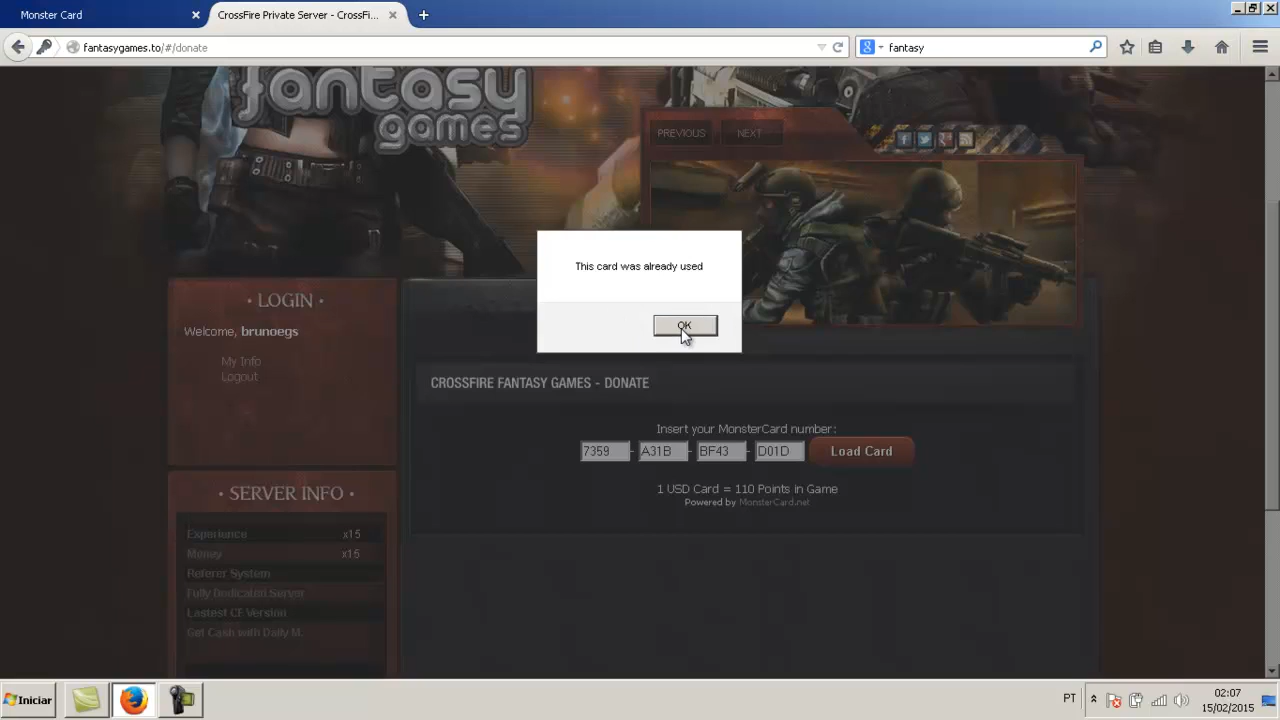 Monster Card
CrossFire Private Server - CrossFi...
fantasygames.to/#/donate
fantasy
fantasy
games
PREVIOUS
NEXT
This card was already used
OK
• LOGIN •
Welcome, brunoegs
My Info
Logout
CROSSFIRE FANTASY GAMES - DONATE
Insert your MonsterCard number:
7359 - A31B - BF43 - D01D
Load Card
1 USD Card = 110 Points in Game
Powered by MonsterCard.net
• SERVER INFO •
Experience x15
Money x15
Referer System
Fully Dedicated Server
Lastest CF Version
Get Cash with Daily M.
Iniciar
PT
02:07
15/02/2015